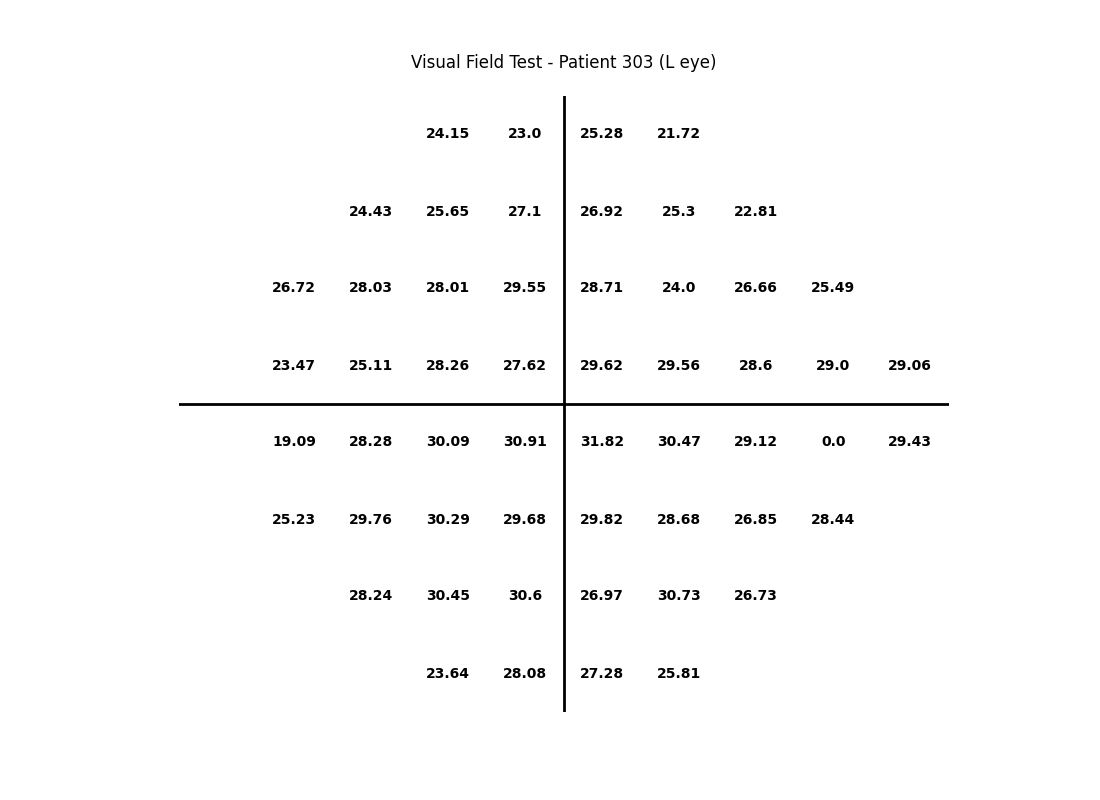 Visual Field Test - Patient 303 (L eye)
24.15 23.0 25.28 21.72
24.43 25.65 27.1 26.92 25.3 22.81
26.72 28.03 28.01 29.55 28.71 24.0 26.66 25.49
23.47 25.11 28.26 27.62 29.62 29.56 28.6 29.0 29.06
19.09 28.28 30.09 30.91 31.82 30.47 29.12 0.0 29.43
25.23 29.76 30.29 29.68 29.82 28.68 26.85 28.44
28.24 30.45 30.6 26.97 30.73 26.73
23.64 28.08 27.28 25.81